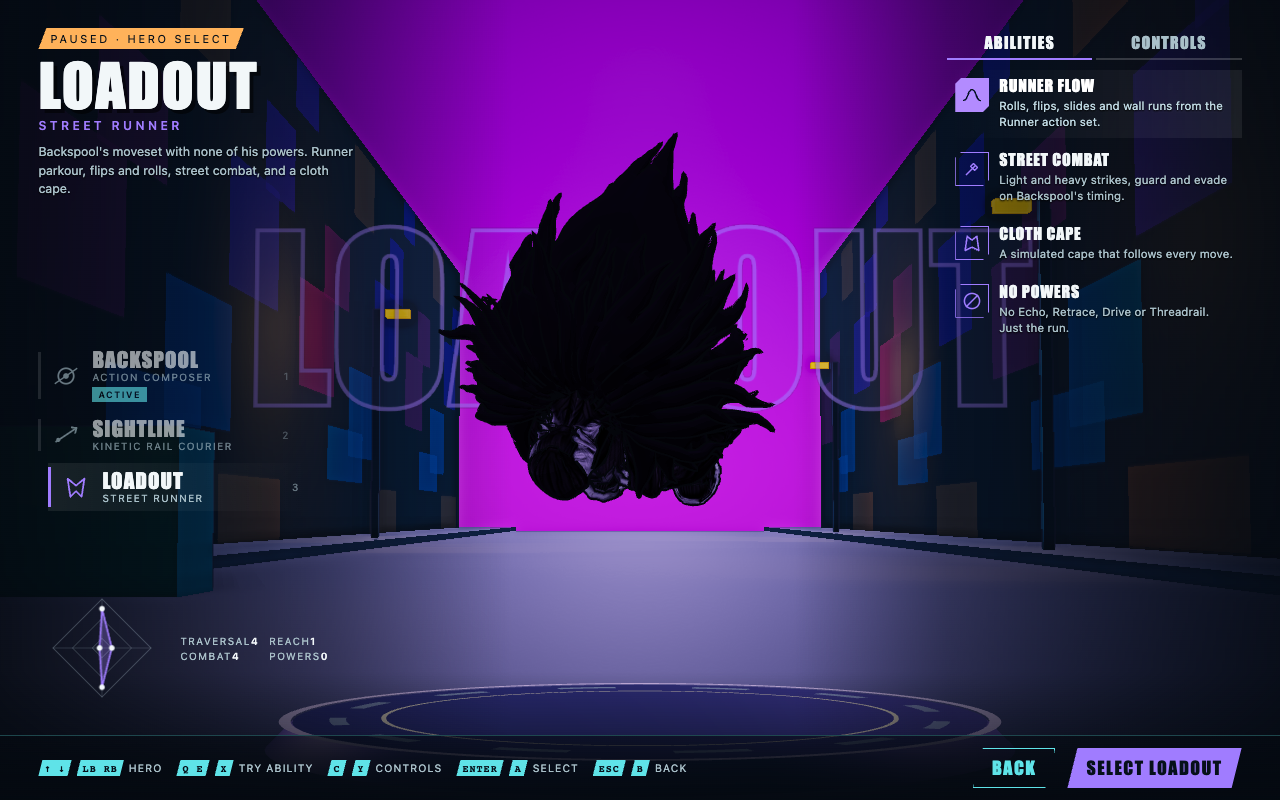 PAUSED · HERO SELECT
LOADOUT
STREET RUNNER
Backspool's moveset with none of his powers. Runner
parkour, flips and rolls, street combat, and a cloth
cape.
LOADOUT
BACKSPOOL
ACTION COMPOSER
1
ACTIVE
SIGHTLINE
KINETIC RAIL COURIER
2
LOADOUT
STREET RUNNER
3
TRAVERSAL4 REACH1
COMBAT4 POWERS0
ABILITIES CONTROLS
RUNNER FLOW
Rolls, flips, slides and wall runs from the
Runner action set.
STREET COMBAT
Light and heavy strikes, guard and evade
on Backspool's timing.
CLOTH CAPE
A simulated cape that follows every move.
NO POWERS
No Echo, Retrace, Drive or Threadrail.
Just the run.
↑ ↓ LB RB HERO Q E X TRY ABILITY C Y CONTROLS ENTER A SELECT ESC B BACK
BACK SELECT LOADOUT